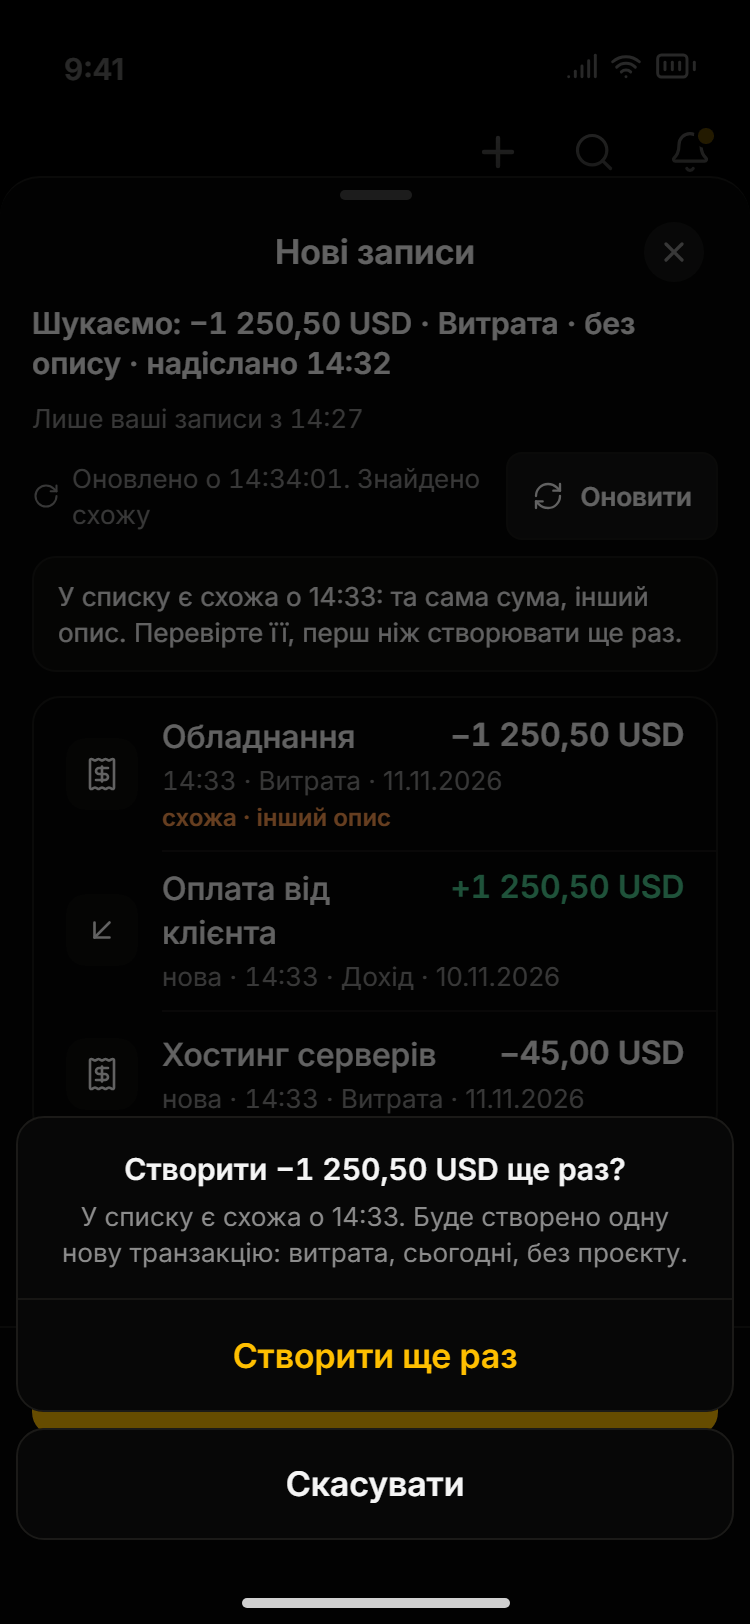 9:41
Нові записи
Шукаємо: −1 250,50 USD · Витрата · без
опису · надіслано 14:32
Лише ваші записи з 14:27
Оновлено о 14:34:01. Знайдено
схожу
Оновити
У списку є схожа о 14:33: та сама сума, інший
опис. Перевірте її, перш ніж створювати ще раз.
Обладнання
−1 250,50 USD
14:33 · Витрата · 11.11.2026
схожа · інший опис
Оплата від
клієнта
+1 250,50 USD
нова · 14:33 · Дохід · 10.11.2026
Хостинг серверів
−45,00 USD
нова · 14:33 · Витрата · 11.11.2026
Створити −1 250,50 USD ще раз?
У списку є схожа о 14:33. Буде створено одну
нову транзакцію: витрата, сьогодні, без проєкту.
Створити ще раз
Скасувати